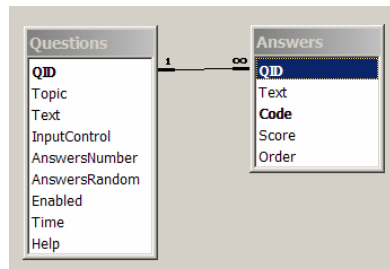 Questions
QID
Topic
Text
InputControl
AnswersNumber
AnswersRandom
Enabled
Time
Help
1
∞
Answers
QID
Text
Code
Score
Order